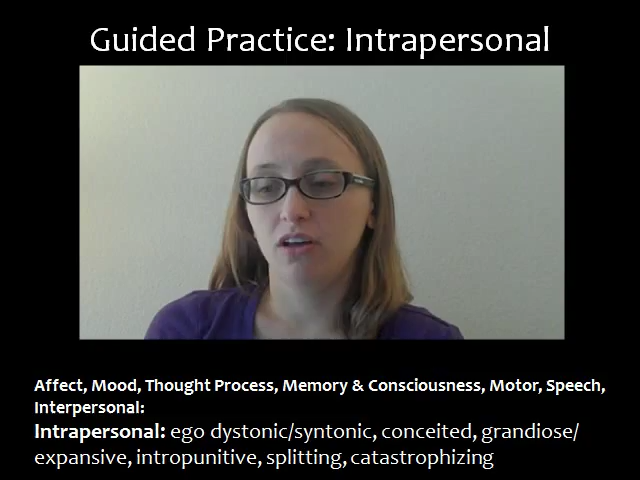 Guided Practice: Intrapersonal
Affect, Mood, Thought Process, Memory & Consciousness, Motor, Speech,
Interpersonal:
Intrapersonal: ego dystonic/syntonic, conceited, grandiose/
expansive, intropunitive, splitting, catastrophizing